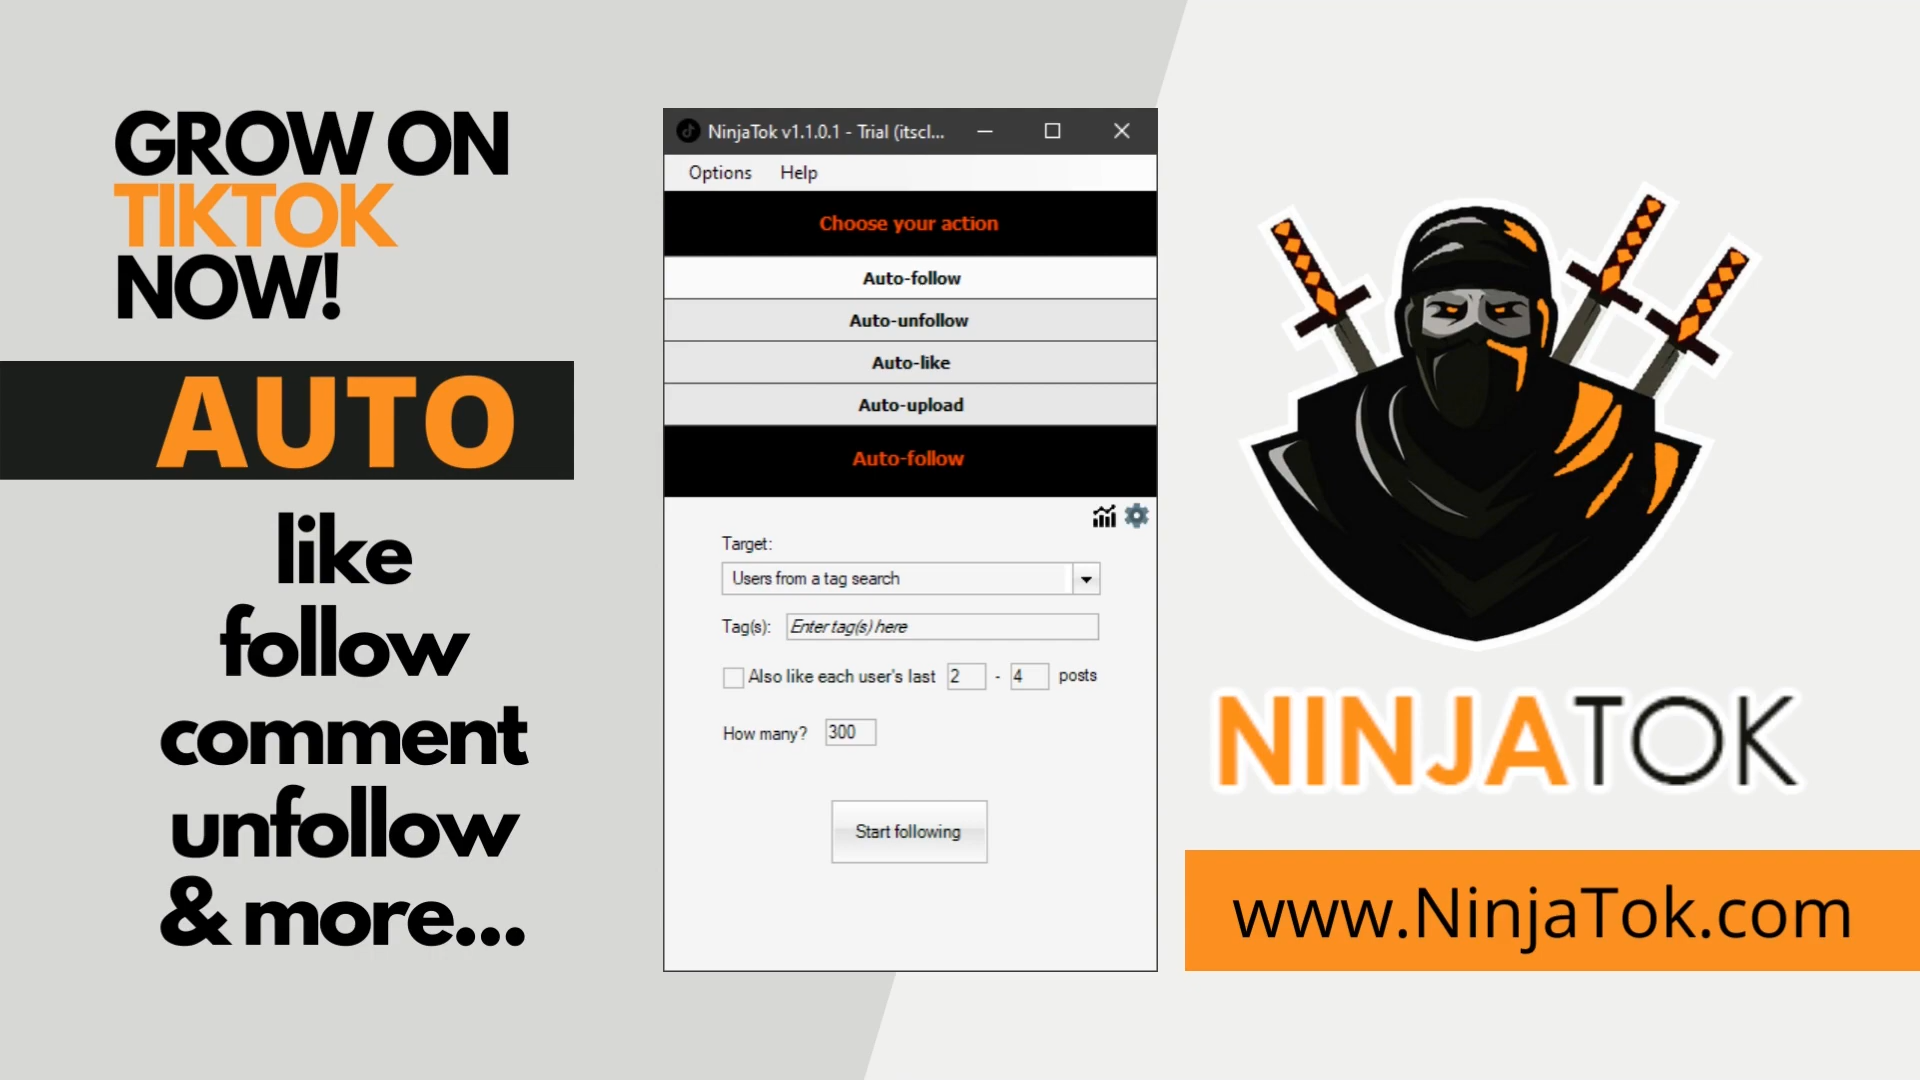 GROW ON
TIKTOK
NOW!
AUTO
like
follow
comment
unfollow
& more...
NinjaTok v1.1.0.1 - Trial (itscl...
Options Help
Choose your action
Auto-follow
Auto-unfollow
Auto-like
Auto-upload
Auto-follow
Target:
Users from a tag search
Tag(s): Enter tag(s) here
Also like each user's last 2 - 4 posts
How many? 300
Start following
NINJATOK
www.NinjaTok.com